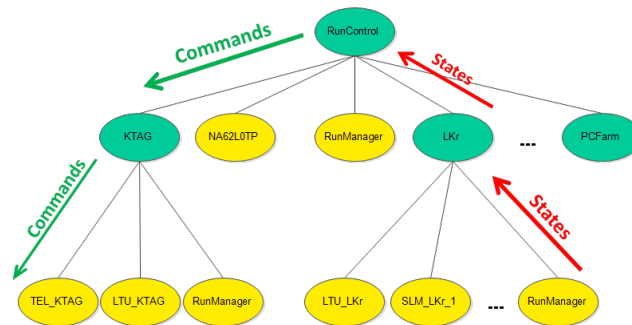 RunControl
Commands
States
KTAG
NA62L0TP
RunManager
LKr
...
PCFarm
Commands
States
TEL_KTAG
LTU_KTAG
RunManager
LTU_LKr
SLM_LKr_1
...
RunManager